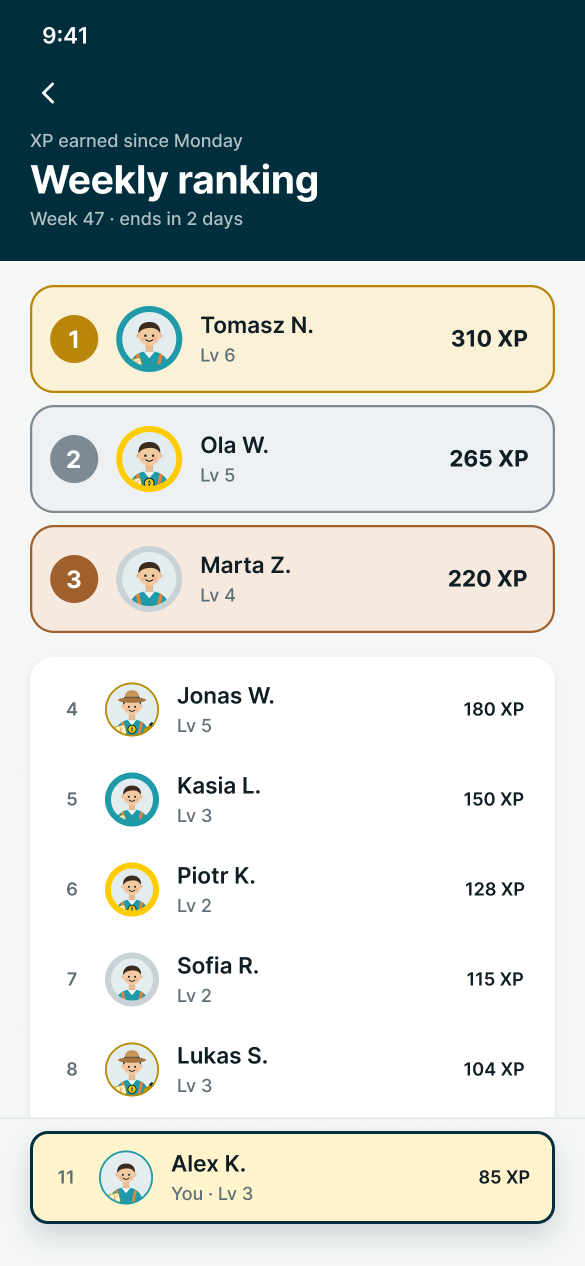 9:41
XP earned since Monday
Weekly ranking
Week 47 · ends in 2 days
1
Tomasz N.
Lv 6
310 XP
2
Ola W.
Lv 5
265 XP
3
Marta Z.
Lv 4
220 XP
4
Jonas W.
Lv 5
180 XP
5
Kasia L.
Lv 3
150 XP
6
Piotr K.
Lv 2
128 XP
7
Sofia R.
Lv 2
115 XP
8
Lukas S.
Lv 3
104 XP
11
Alex K.
You · Lv 3
85 XP